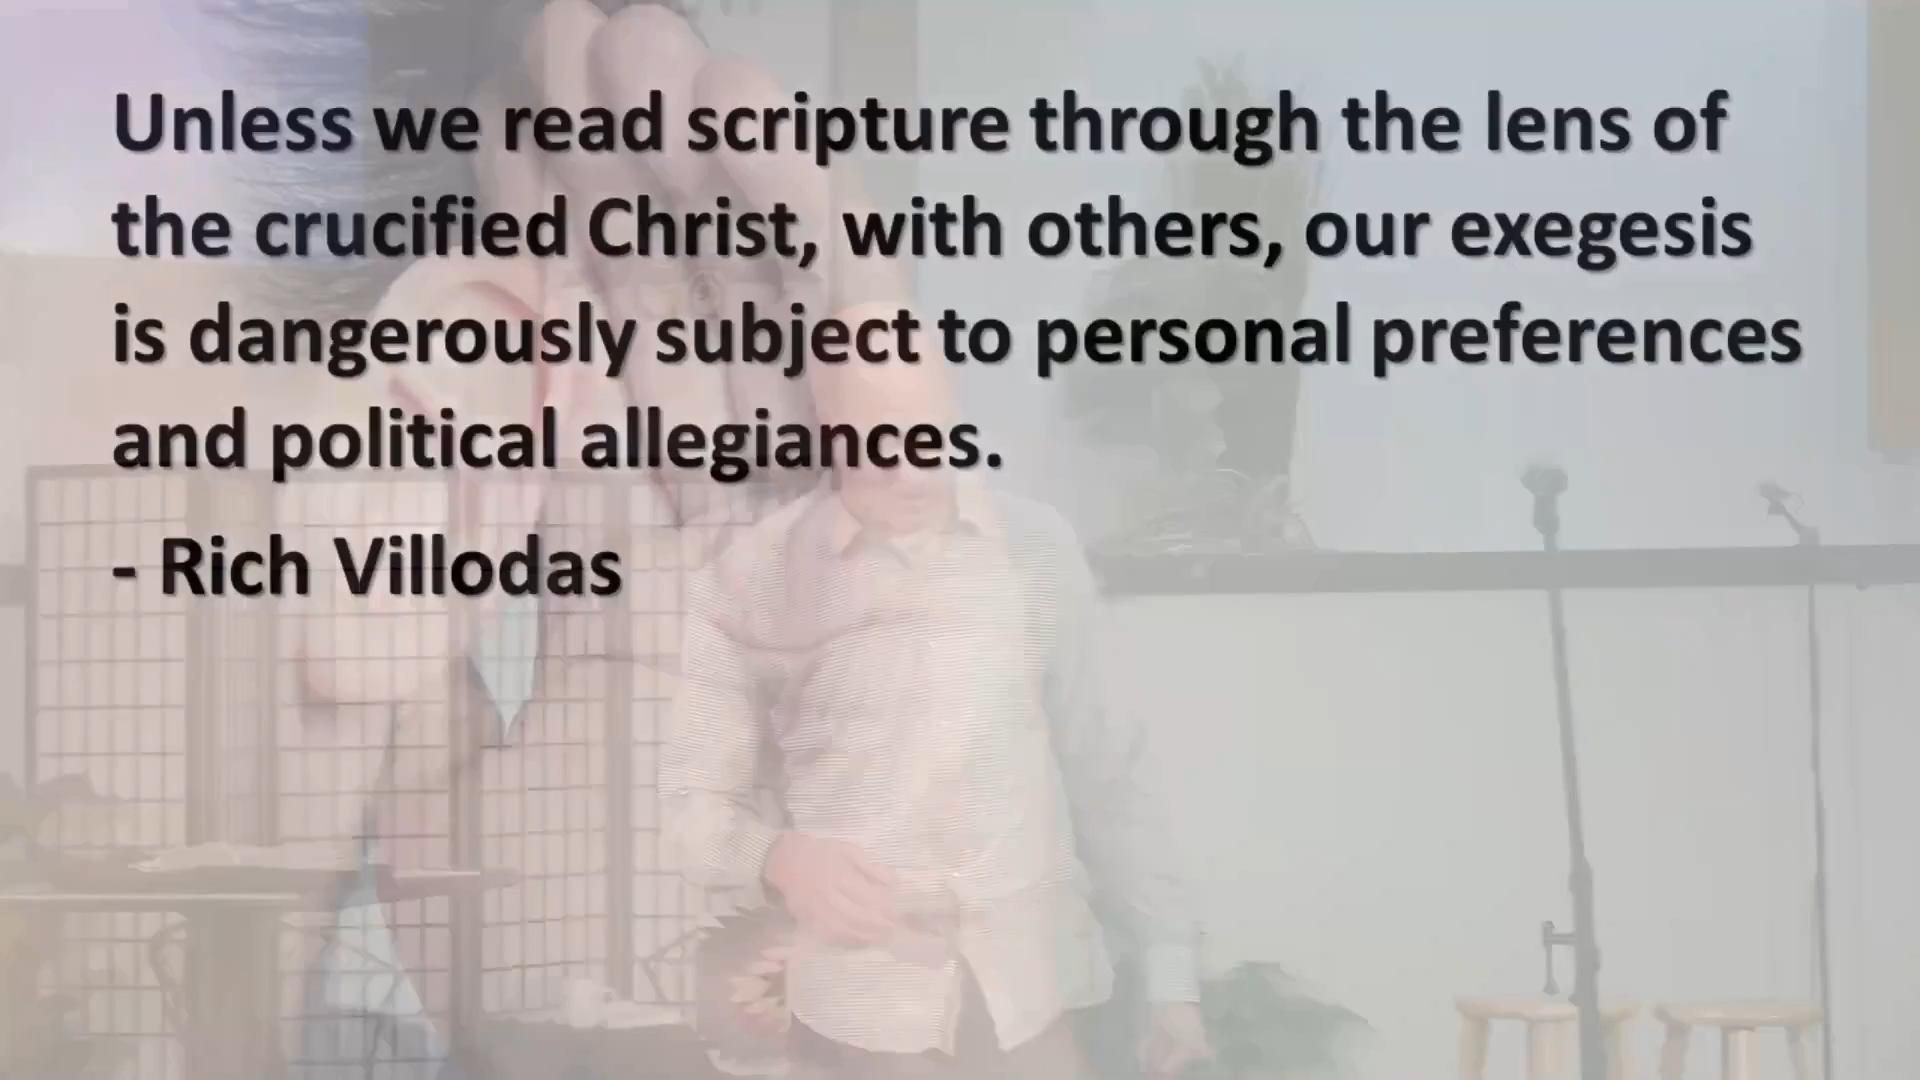 Unless we read scripture through the lens of
the crucified Christ, with others, our exegesis
is dangerously subject to personal preferences
and political allegiances.
- Rich Villodas